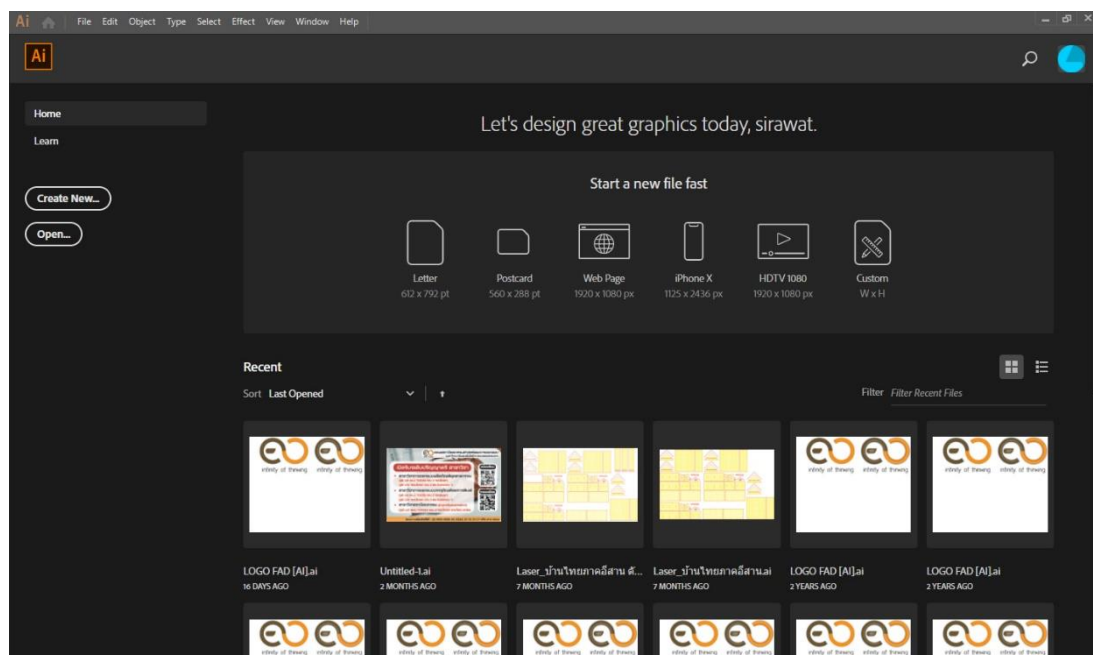 Ai File Edit Object Type Select Effect View Window Help
Ai
Home
Learn
Create New...
Open...
Let's design great graphics today, sirawat.
Start a new file fast
Letter Postcard Web Page iPhone X HDTV 1080 Custom
612 x 792 pt 560 x 288 pt 1920 x 1080 px 1125 x 2436 px 1920 x 1080 px W x H
Recent
Sort Last Opened Filter Filter Recent Files
LOGO FAD [AI].ai Untitled-1.ai Laser_บ้านไทยภาคอีสาน ตั... Laser_บ้านไทยภาคอีสาน.ai LOGO FAD [AI].ai LOGO FAD [AI].ai
16 DAYS AGO 2 MONTHS AGO 7 MONTHS AGO 7 MONTHS AGO 2 YEARS AGO 2 YEARS AGO